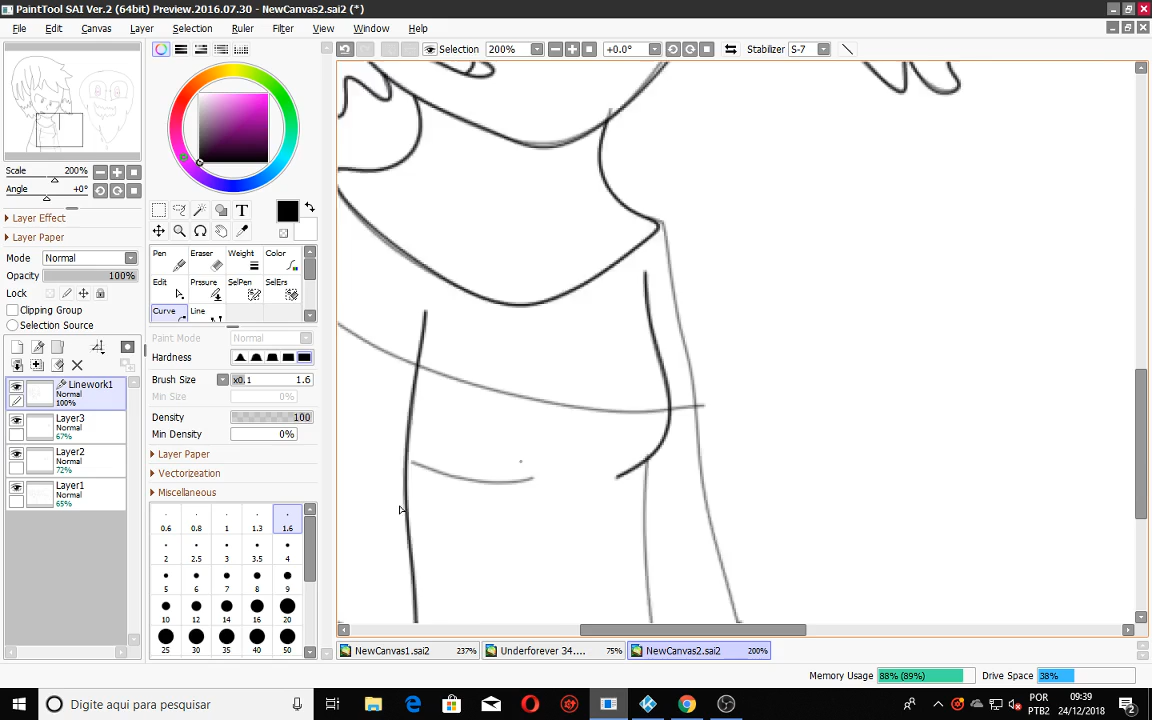 PaintTool SAI Ver.2 (64bit) Preview.2016.07.30 - NewCanvas2.sai2 (*)
File Edit Canvas Layer Selection Filter Ruler View Window Help
Selection 200% +0.0° Stabilizer S-7
Scale 200%
Angle +0°
Layer Effect
Layer Paper
Mode Normal
Opacity 100%
Lock
Clipping Group
Selection Source
Linework1
Normal
100%
Layer3
Normal
67%
Layer2
Normal
72%
Layer1
Normal
65%
T
Pen Eraser Weight Color
Edit Prssure SelPen SelErs
Curve Line
Paint Mode Normal
Hardness
Brush Size x0.1 1.6
Min Size 0%
Density 100
Min Density 0%
Layer Paper
Vectorization
Miscellaneous
0.6 0.8 1 1.3 1.6
2 2.5 3 3.5 4
5 6 7 8 9
10 12 14 16 20
25 30 35 40 50
NewCanvas1.sai2 237% Underforever 34.... 75% NewCanvas2.sai2 200%
Memory Usage 88% (89%) Drive Space 38%
Digite aqui para pesquisar
POR
PTB2
09:39
24/12/2018
2